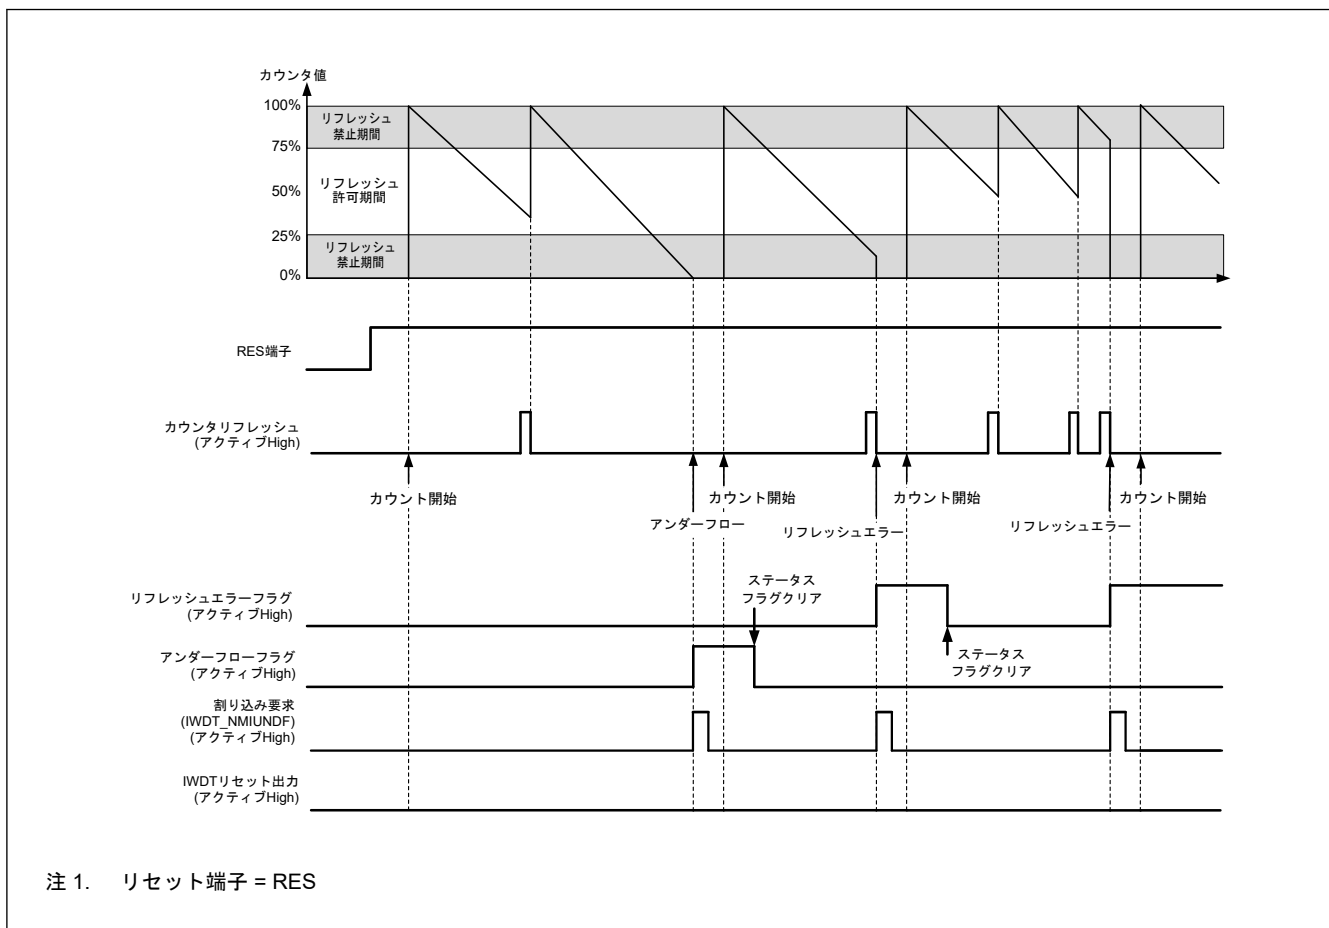 カウンタ値
100%
リフレッシュ
禁止期間
75%
リフレッシュ
許可期間
50%
25%
リフレッシュ
禁止期間
0%
RES端子
カウンタリフレッシュ
(アクティブHigh)
カウント開始
カウント開始
カウント開始
カウント開始
アンダーフロー
リフレッシュエラー
リフレッシュエラー
ステータス
フラグクリア
リフレッシュエラーフラグ
(アクティブHigh)
アンダーフローフラグ
(アクティブHigh)
ステータス
フラグクリア
割り込み要求
(IWDT_NMIUNDF)
(アクティブHigh)
IWDTリセット出力
(アクティブHigh)
注 1. リセット端子 = RES